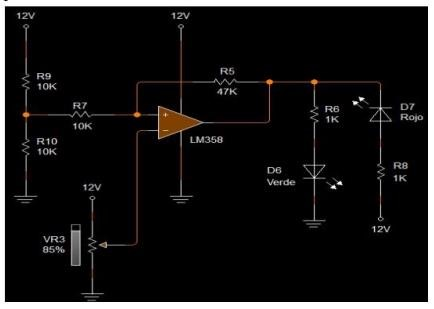 12V
12V
R9
10K
R5
47K
R7
10K
R10
10K
LM358
R6
1K
D7
Rojo
D6
Verde
R8
1K
12V
12V
VR3
85%